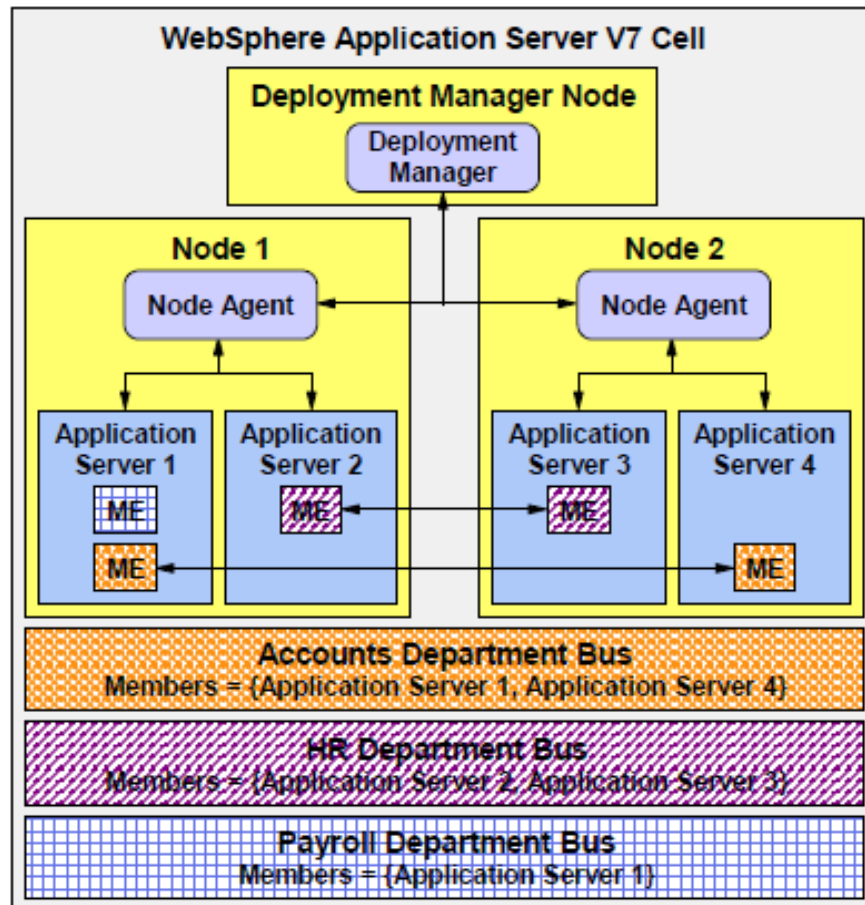 WebSphere Application Server V7 Cell
Deployment Manager Node
Deployment
Manager
Node 1
Node Agent
Application
Server 1
ME
ME
Application
Server 2
ME
Node 2
Node Agent
Application
Server 3
ME
Application
Server 4
ME
Accounts Department Bus
Members = {Application Server 1, Application Server 4}
HR Department Bus
Members = {Application Server 2, Application Server 3}
Payroll Department Bus
Members = {Application Server 1}